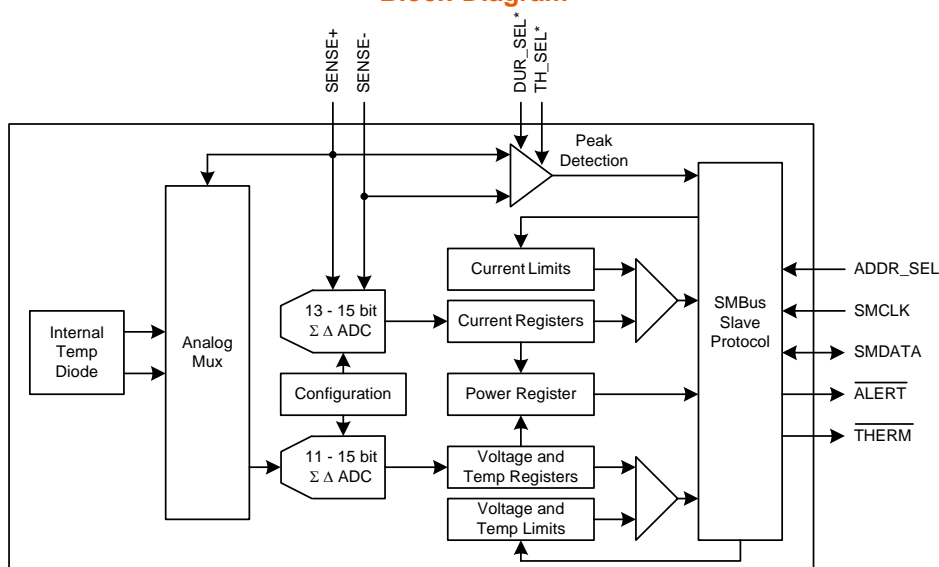 Block Diagram
SENSE+
SENSE-
DUR_SEL*
TH_SEL*
Peak
Detection
Internal
Temp
Diode
Analog
Mux
13 - 15 bit
Σ Δ ADC
Configuration
11 - 15 bit
Σ Δ ADC
Current Limits
Current Registers
Power Register
Voltage and
Temp Registers
Voltage and
Temp Limits
SMBus
Slave
Protocol
ADDR_SEL
SMCLK
SMDATA
ALERT
THERM